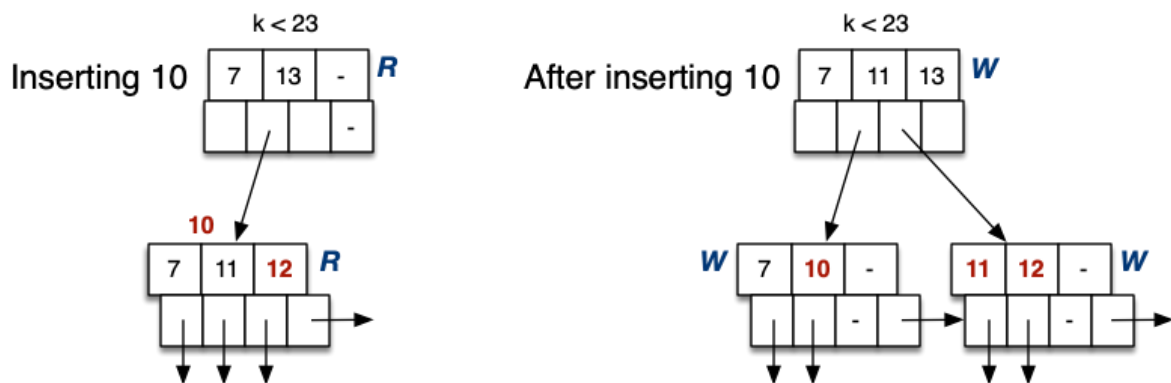 k < 23
Inserting 10
7 13 - R
-
10
7 11 12 R
k < 23
After inserting 10
7 11 13 W
W 7 10 -
-
11 12 - W
-